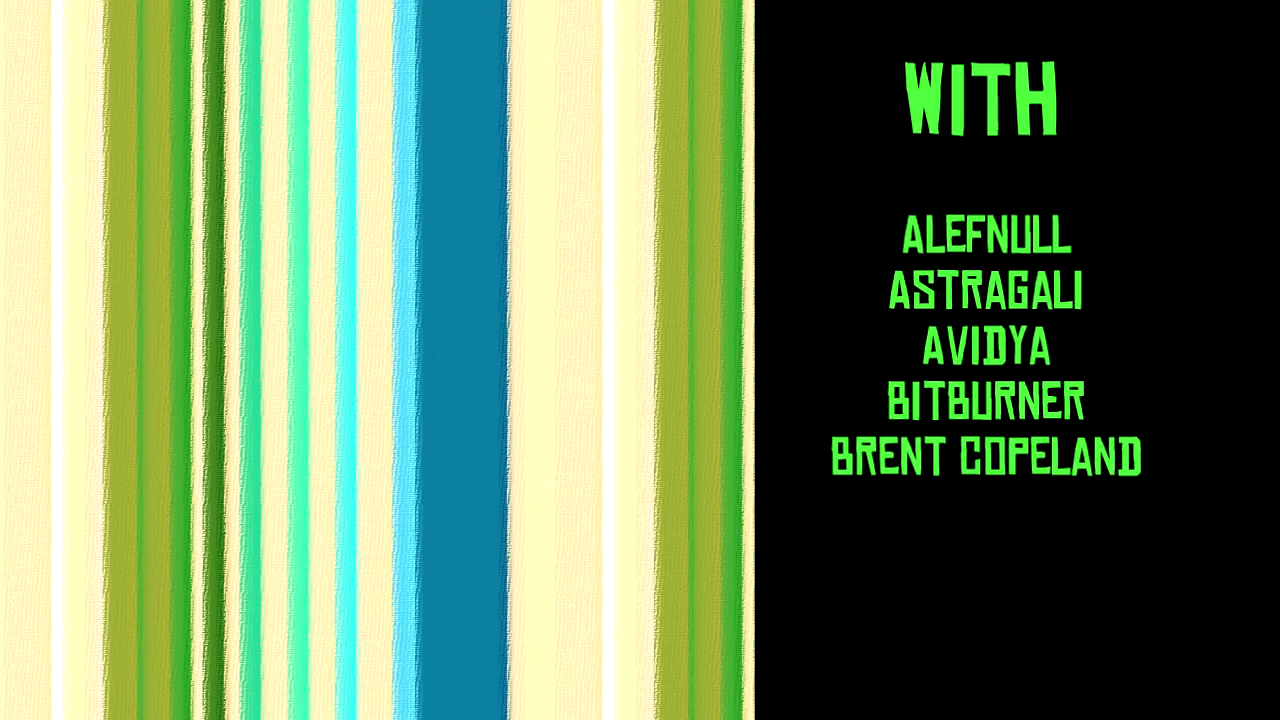 WITH
ALEFNULL
ASTRAGALI
AVIDYA
BITBURNER
BRENT COPELAND